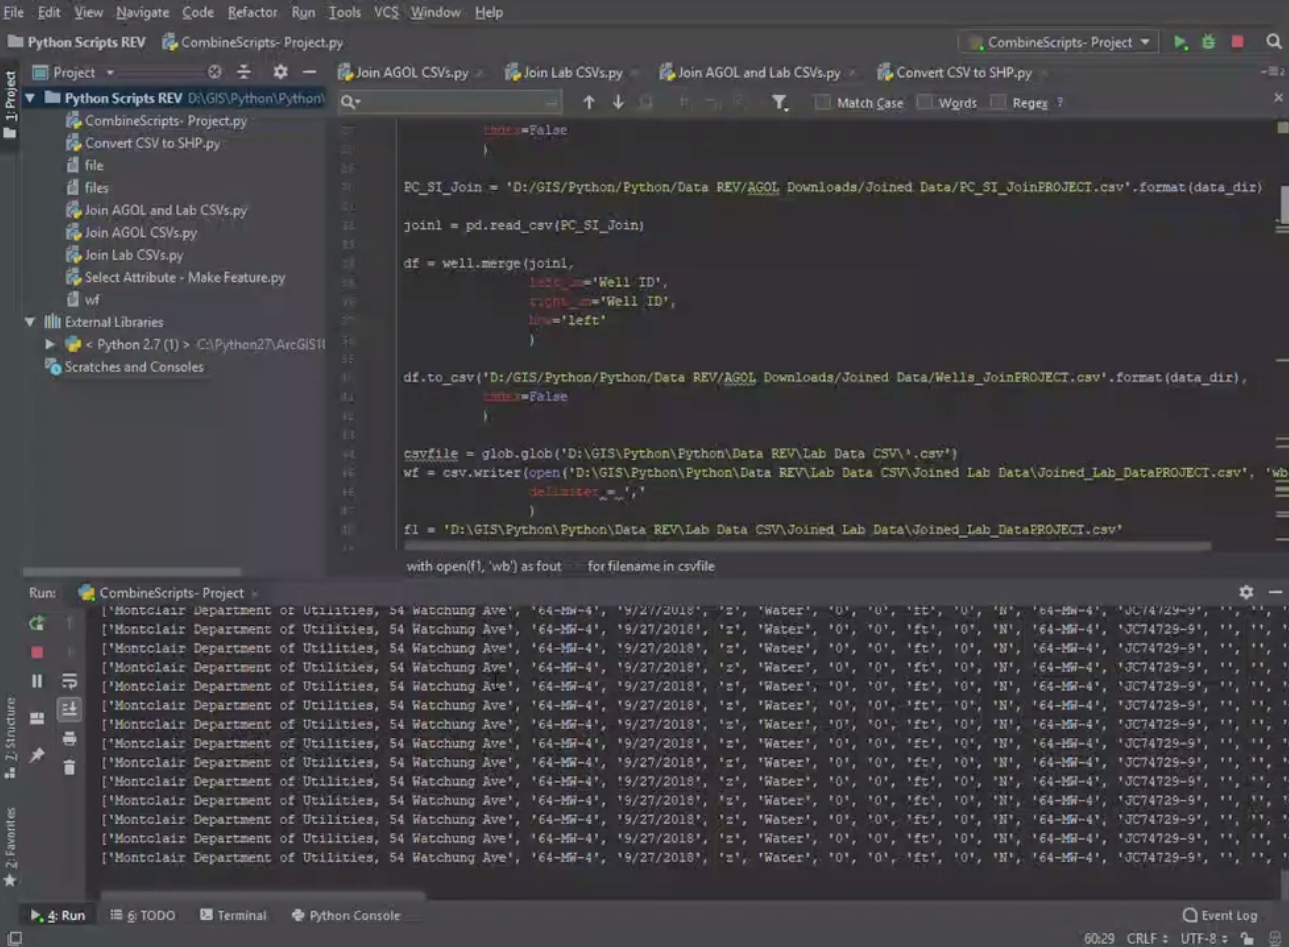 File Edit View Navigate Code Refactor Run Tools VCS Window Help
Python Scripts REV CombineScripts- Project.py CombineScripts- Project
1: Project
Project Join AGOL CSVs.py Join Lab CSVs.py Join AGOL and Lab CSVs.py Convert CSV to SHP.py
Match Case Words Regex ?
Python Scripts REV D:\GIS\Python\Python\
CombineScripts- Project.py
Convert CSV to SHP.py
file
files
Join AGOL and Lab CSVs.py
Join AGOL CSVs.py
Join Lab CSVs.py
Select Attribute - Make Feature.py
wf
External Libraries
< Python 2.7 (1) > C:\Python27\ArcGIS10
Scratches and Consoles
index=False
)
PC_SI_Join = 'D:/GIS/Python/Python/Data REV/AGOL Downloads/Joined Data/PC_SI_JoinPROJECT.csv'.format(data_dir)
join1 = pd.read_csv(PC_SI_Join)
df = well.merge(join1,
left_on='Well ID',
right_on='Well ID',
how='left'
)
df.to_csv('D:/GIS/Python/Python/Data REV/AGOL Downloads/Joined Data/Wells_JoinPROJECT.csv'.format(data_dir),
index=False
)
csvfile = glob.glob('D:\GIS\Python\Python\Data REV\Lab Data CSV\*.csv')
wf = csv.writer(open('D:\GIS\Python\Python\Data REV\Lab Data CSV\Joined Lab Data\Joined_Lab_DataPROJECT.csv', 'wb
delimiter = ','
)
f1 = 'D:\GIS\Python\Python\Data REV\Lab Data CSV\Joined Lab Data\Joined_Lab_DataPROJECT.csv'
with open(f1, 'wb') as fout for filename in csvfile
Run: CombineScripts- Project
['Montclair Department of Utilities, 54 Watchung Ave', '64-MW-4', '9/27/2018', 'z', 'Water', '0', '0', 'ft', '0', 'N', '64-MW-4', 'JC74729-9', '', '', '
['Montclair Department of Utilities, 54 Watchung Ave', '64-MW-4', '9/27/2018', 'z', 'Water', '0', '0', 'ft', '0', 'N', '64-MW-4', 'JC74729-9', '', '', '
['Montclair Department of Utilities, 54 Watchung Ave', '64-MW-4', '9/27/2018', 'z', 'Water', '0', '0', 'ft', '0', 'N', '64-MW-4', 'JC74729-9', '', '', '
['Montclair Department of Utilities, 54 Watchung Ave', '64-MW-4', '9/27/2018', 'z', 'Water', '0', '0', 'ft', '0', 'N', '64-MW-4', 'JC74729-9', '', '', '
['Montclair Department of Utilities, 54 Watchung Ave', '64-MW-4', '9/27/2018', 'z', 'Water', '0', '0', 'ft', '0', 'N', '64-MW-4', 'JC74729-9', '', '', '
['Montclair Department of Utilities, 54 Watchung Ave', '64-MW-4', '9/27/2018', 'z', 'Water', '0', '0', 'ft', '0', 'N', '64-MW-4', 'JC74729-9', '', '', '
['Montclair Department of Utilities, 54 Watchung Ave', '64-MW-4', '9/27/2018', 'z', 'Water', '0', '0', 'ft', '0', 'N', '64-MW-4', 'JC74729-9', '', '', '
['Montclair Department of Utilities, 54 Watchung Ave', '64-MW-4', '9/27/2018', 'z', 'Water', '0', '0', 'ft', '0', 'N', '64-MW-4', 'JC74729-9', '', '', '
['Montclair Department of Utilities, 54 Watchung Ave', '64-MW-4', '9/27/2018', 'z', 'Water', '0', '0', 'ft', '0', 'N', '64-MW-4', 'JC74729-9', '', '', '
['Montclair Department of Utilities, 54 Watchung Ave', '64-MW-4', '9/27/2018', 'z', 'Water', '0', '0', 'ft', '0', 'N', '64-MW-4', 'JC74729-9', '', '', '
['Montclair Department of Utilities, 54 Watchung Ave', '64-MW-4', '9/27/2018', 'z', 'Water', '0', '0', 'ft', '0', 'N', '64-MW-4', 'JC74729-9', '', '', '
['Montclair Department of Utilities, 54 Watchung Ave', '64-MW-4', '9/27/2018', 'z', 'Water', '0', '0', 'ft', '0', 'N', '64-MW-4', 'JC74729-9', '', '', '
['Montclair Department of Utilities, 54 Watchung Ave', '64-MW-4', '9/27/2018', 'z', 'Water', '0', '0', 'ft', '0', 'N', '64-MW-4', 'JC74729-9', '', '', '
['Montclair Department of Utilities, 54 Watchung Ave', '64-MW-4', '9/27/2018', 'z', 'Water', '0', '0', 'ft', '0', 'N', '64-MW-4', 'JC74729-9', '', '', '
7: Structure
2: Favorites
4: Run 6: TODO Terminal Python Console Event Log
60:29 CRLF UTF-8